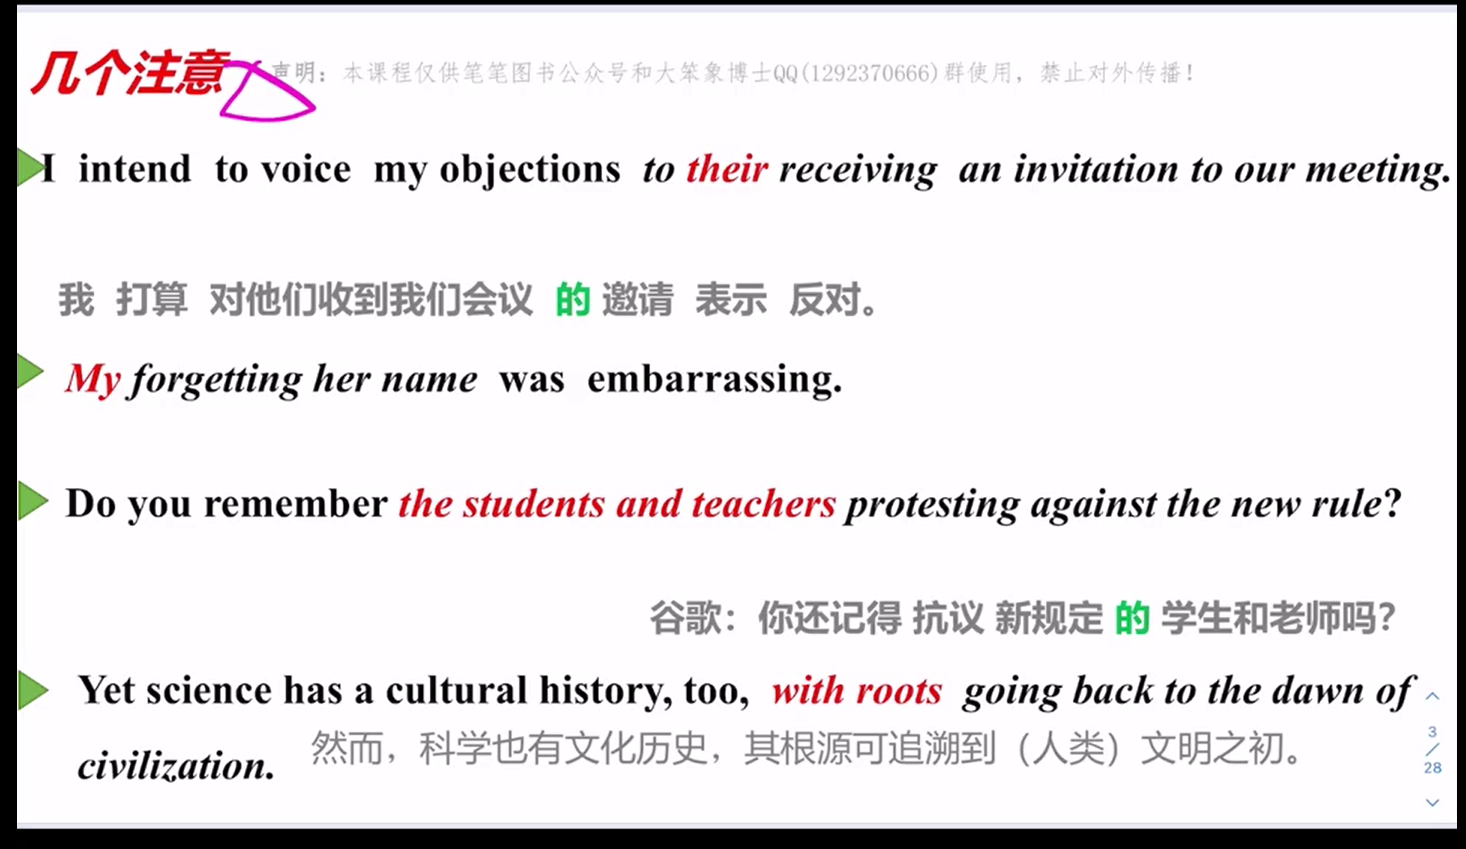 几个注意
声明：本课程仅供笔笔图书公众号和大笨象博士QQ(1292370666)群使用，禁止对外传播！
I intend to voice my objections to their receiving an invitation to our meeting.
我 打算 对他们收到我们会议 的 邀请 表示 反对。
My forgetting her name was embarrassing.
Do you remember the students and teachers protesting against the new rule?
谷歌：你还记得 抗议 新规定 的 学生和老师吗？
Yet science has a cultural history, too, with roots going back to the dawn of
civilization. 然而，科学也有文化历史，其根源可追溯到（人类）文明之初。
3
/
28